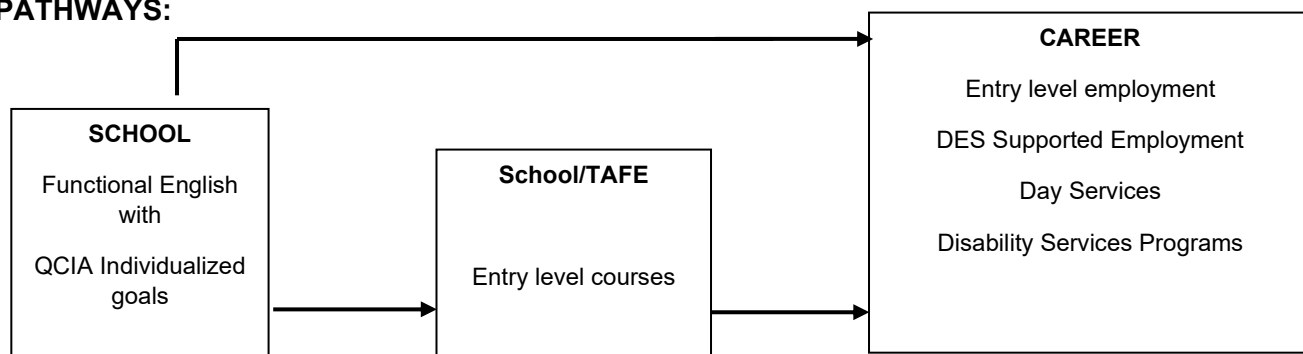 PATHWAYS:
SCHOOL
Functional English
with
QCIA Individualized
goals
School/TAFE
Entry level courses
CAREER
Entry level employment
DES Supported Employment
Day Services
Disability Services Programs